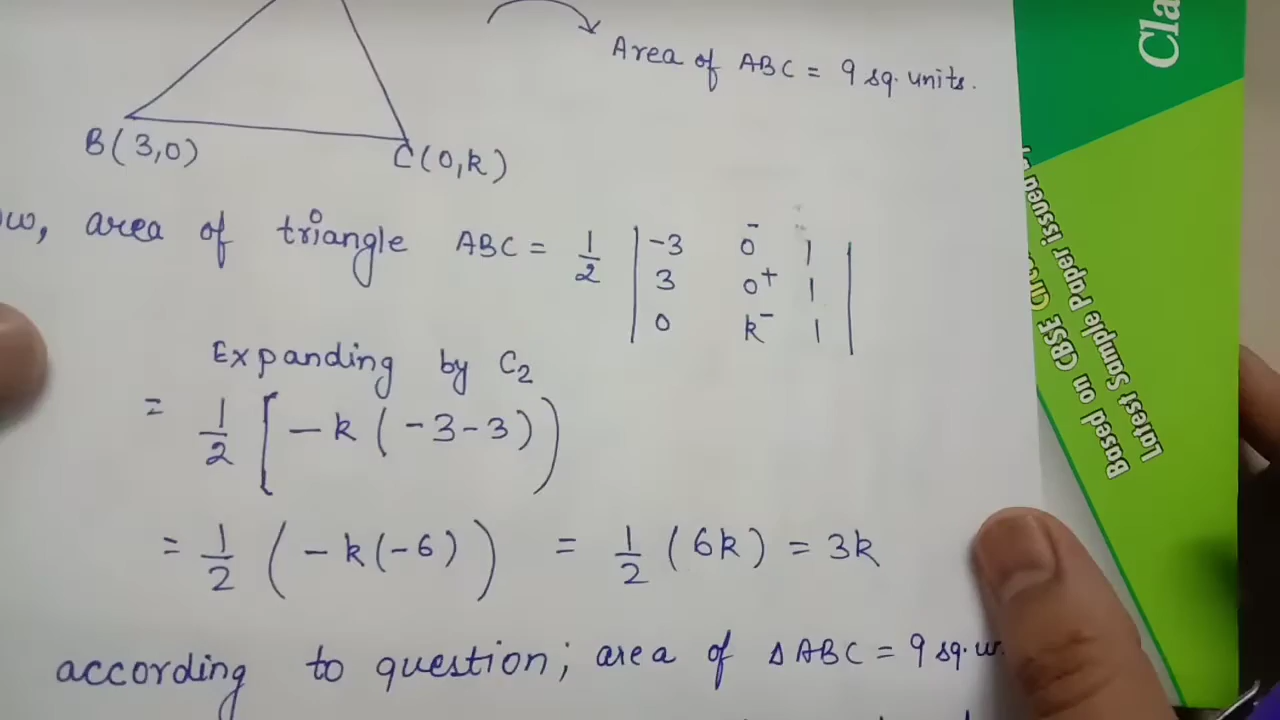 Area of ABC = 9 sq. units.
B(3,0)
C(0,k)
area of triangle ABC = 1/2 | -3 0⁻ 1 |
| 3 0⁺ 1 |
| 0 k⁻ 1 |
Expanding by C₂
= 1/2 [ -k ( -3-3) )
= 1/2 ( -k(-6) ) = 1/2 (6k) = 3k
according to question; area of ΔABC = 9 sq.
Cla
Based on CBSE
Latest Sample Paper issued